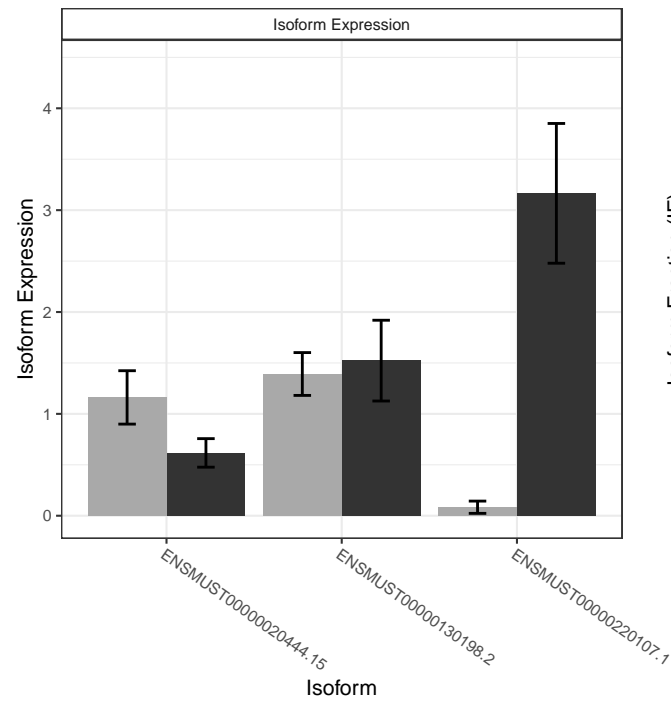 Isoform Expression
Isoform Expression
4
3
2
1
0
ENSMUST00000020444.15
ENSMUST00000130198.2
ENSMUST00000220107.1
Isoform